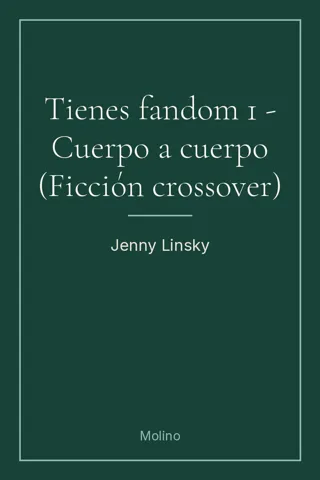 Tienes fandom 1 -
Cuerpo a cuerpo
(Ficción crossover)
Jenny Linsky
Molino